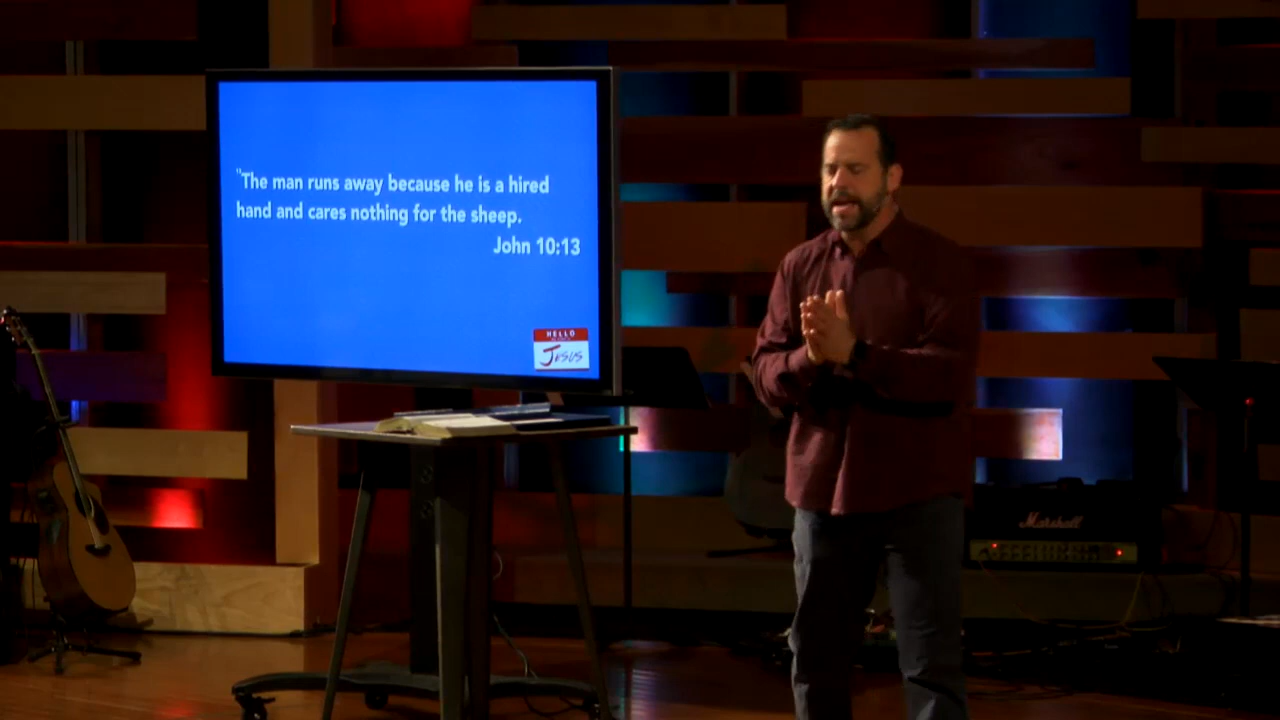 "The man runs away because he is a hired
hand and cares nothing for the sheep.
John 10:13
HELLO
Jesus
Marshall